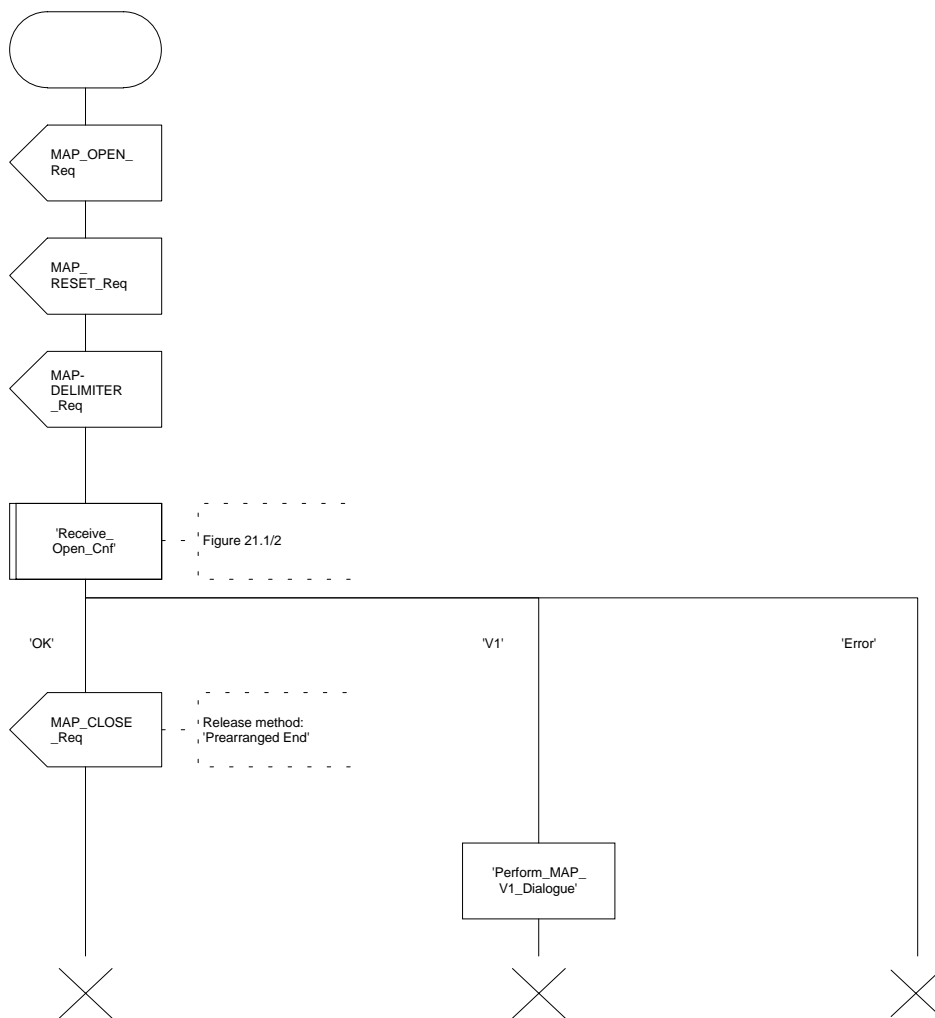 MAP_OPEN_
Req
MAP_
RESET_Req
MAP-
DELIMITER
_Req
'Receive_
Open_Cnf'
Figure 21.1/2
'OK'
'V1'
'Error'
MAP_CLOSE
_Req
Release method:
'Prearranged End'
'Perform_MAP_
V1_Dialogue'